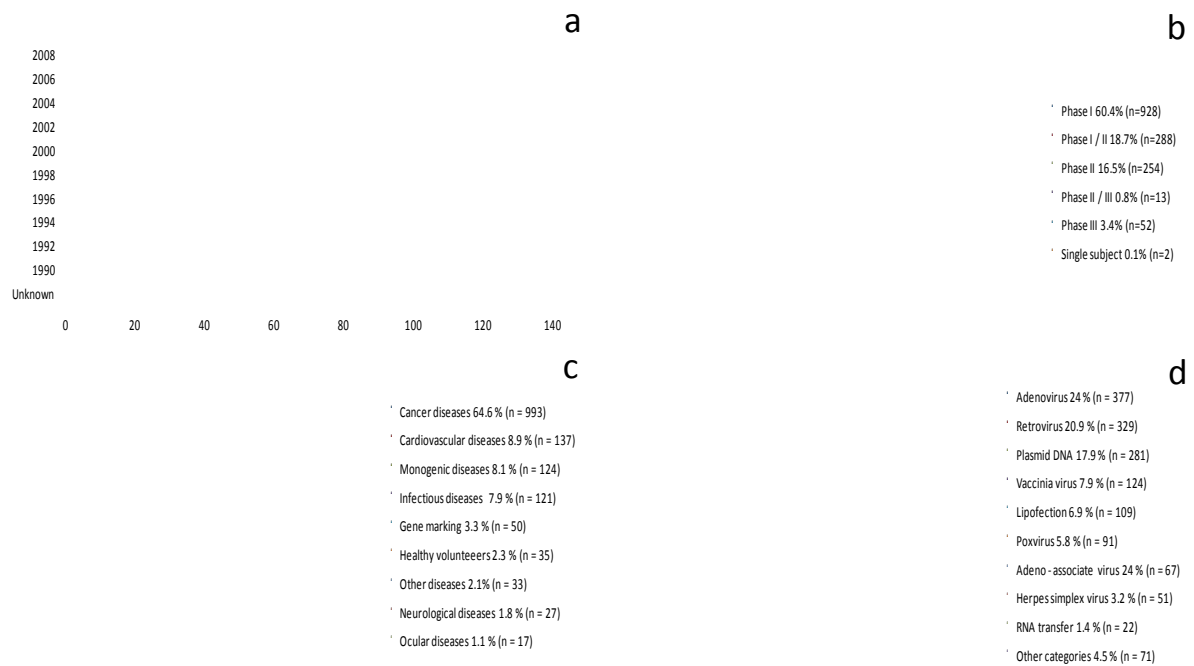 a
2008
2006
2004
2002
2000
1998
1996
1994
1992
1990
Unknown
0 20 40 60 80 100 120 140
b
Phase I 60.4% (n=928)
Phase I / II 18.7% (n=288)
Phase II 16.5% (n=254)
Phase II / III 0.8% (n=13)
Phase III 3.4% (n=52)
Single subject 0.1% (n=2)
c
Cancer diseases 64.6 % (n = 993)
Cardiovascular diseases 8.9 % (n = 137)
Monogenic diseases 8.1 % (n = 124)
Infectious diseases 7.9 % (n = 121)
Gene marking 3.3 % (n = 50)
Healthy volunteeers 2.3 % (n = 35)
Other diseases 2.1% (n = 33)
Neurological diseases 1.8 % (n = 27)
Ocular diseases 1.1 % (n = 17)
d
Adenovirus 24 % (n = 377)
Retrovirus 20.9 % (n = 329)
Plasmid DNA 17.9 % (n = 281)
Vaccinia virus 7.9 % (n = 124)
Lipofection 6.9 % (n = 109)
Poxvirus 5.8 % (n = 91)
Adeno - associate virus 24 % (n = 67)
Herpes simplex virus 3.2 % (n = 51)
RNA transfer 1.4 % (n = 22)
Other categories 4.5 % (n = 71)